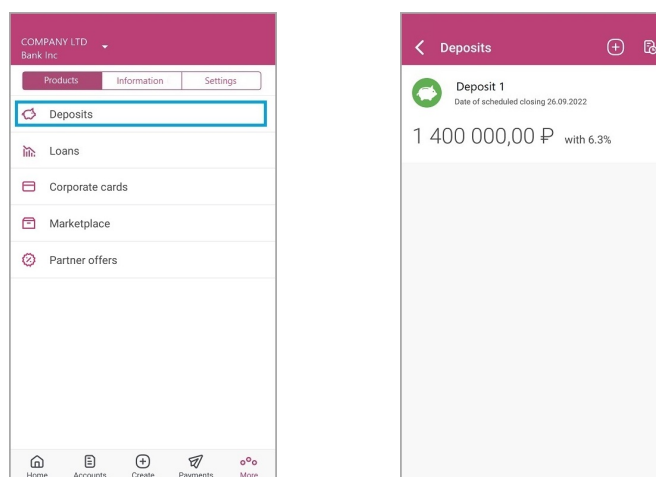 COMPANY LTD
Bank Inc
Products Information Settings
Deposits
Loans
Corporate cards
Marketplace
Partner offers
Home Accounts Create Payments More
Deposits
Deposit 1
Date of scheduled closing 26.09.2022
1 400 000,00 ₽ with 6.3%